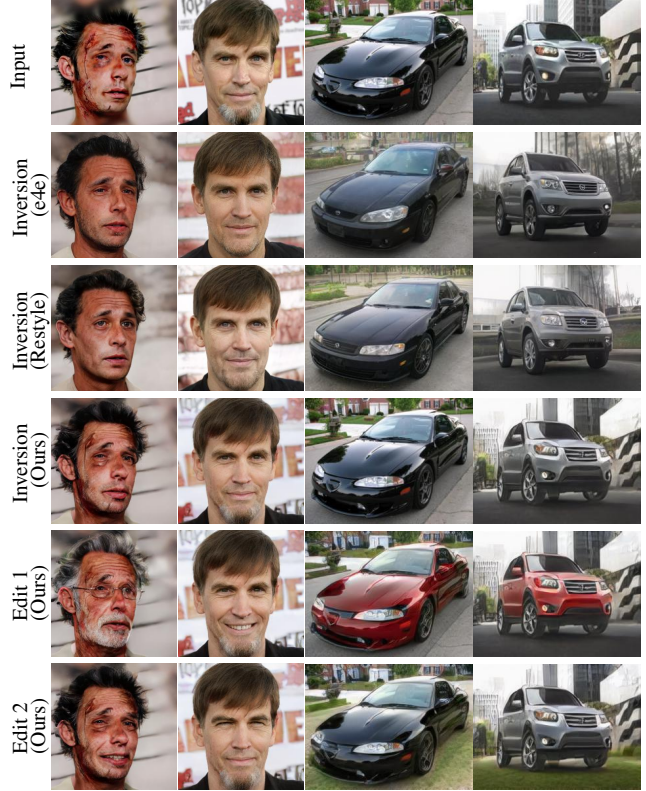 Input
Inversion
(e4e)
Inversion
(Restyle)
Inversion
(Ours)
Edit 1
(Ours)
Edit 2
(Ours)